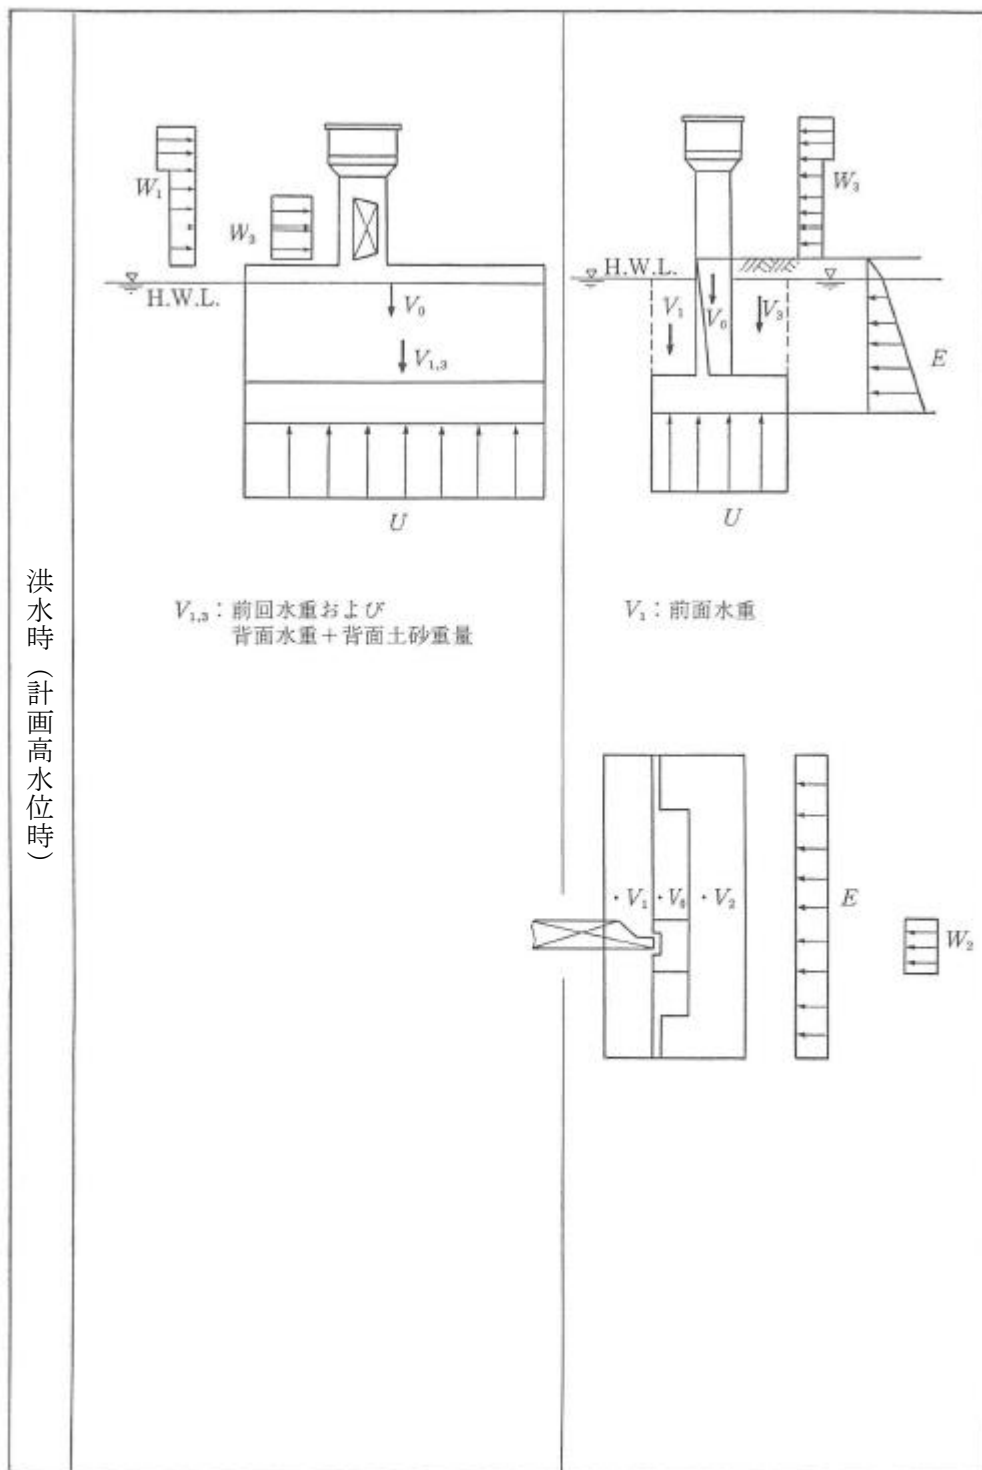 洪水時（計画高水位時）
W₁
W₃
H.W.L.
V₀
V₁,₃
U
V₁,₃：前回水重および
背面水重＋背面土砂重量
W₃
H.W.L.
V₁
V₀
V₃
E
U
V₁：前面水重
V₁
V₀
V₂
E
W₂